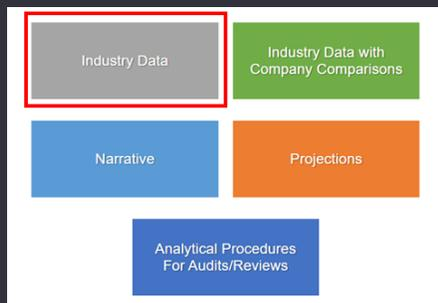 Industry Data
Industry Data with
Company Comparisons
Narrative
Projections
Analytical Procedures
For Audits/Reviews